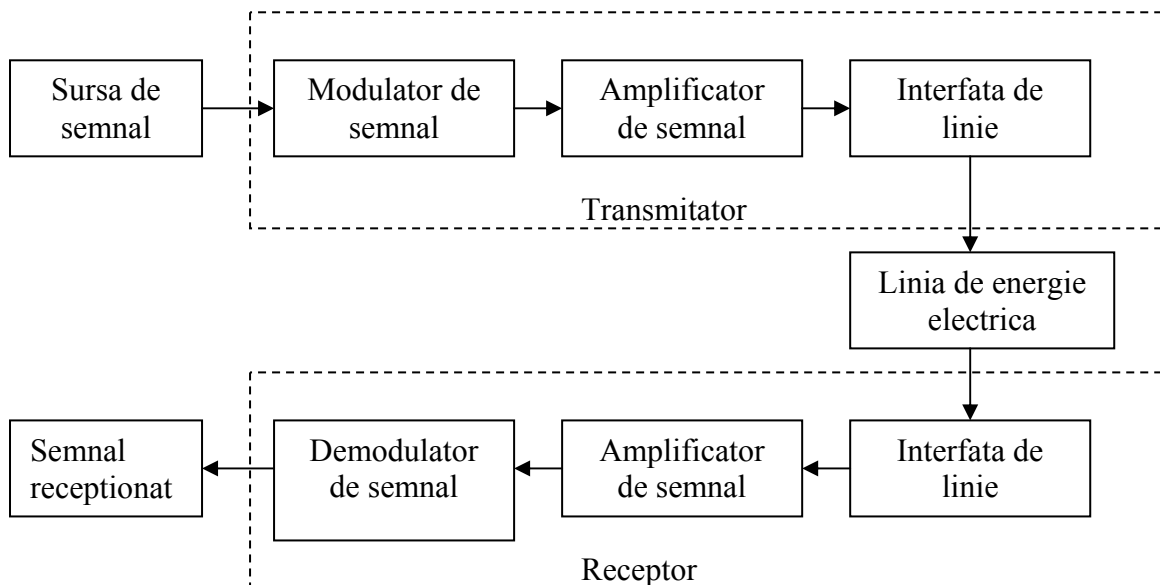 Sursa de
semnal
Modulator de
semnal
Amplificator
de semnal
Interfata de
linie
Transmitator
Linia de energie
electrica
Semnal
receptionat
Demodulator
de semnal
Amplificator
de semnal
Interfata de
linie
Receptor